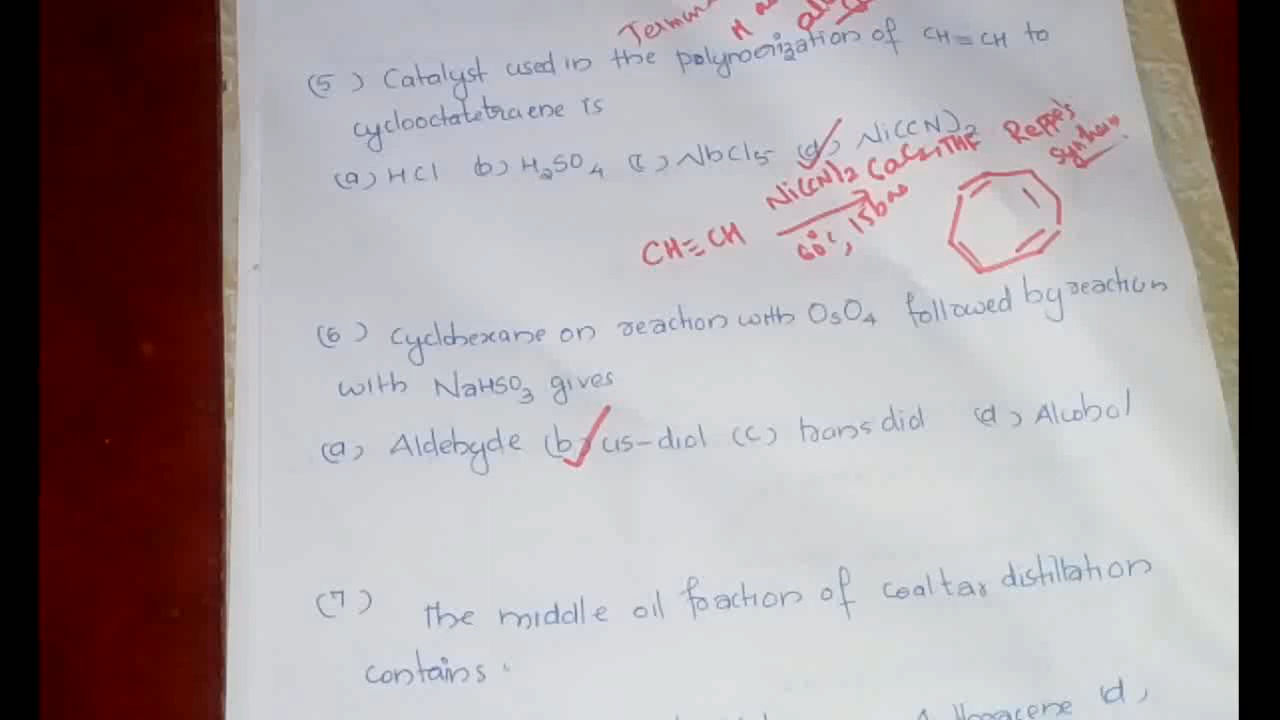 (5) Catalyst used in the polymerization of CH≡CH to
cyclooctatetraene is
(a) HCl (b) H₂SO₄ (c) NbCl₅ (d) Ni(CN)₂
Ni(CN)₂ CaC₂, THF Reppe's
CH≡CH 60°C, 15 bar
(6) Cyclohexane on reaction with OsO₄ followed by reaction
with NaHSO₃ gives
(a) Aldehyde (b) cis-diol (c) trans diol (d) Alcohol
(7) The middle oil fraction of coaltar distillation
contains
(d)